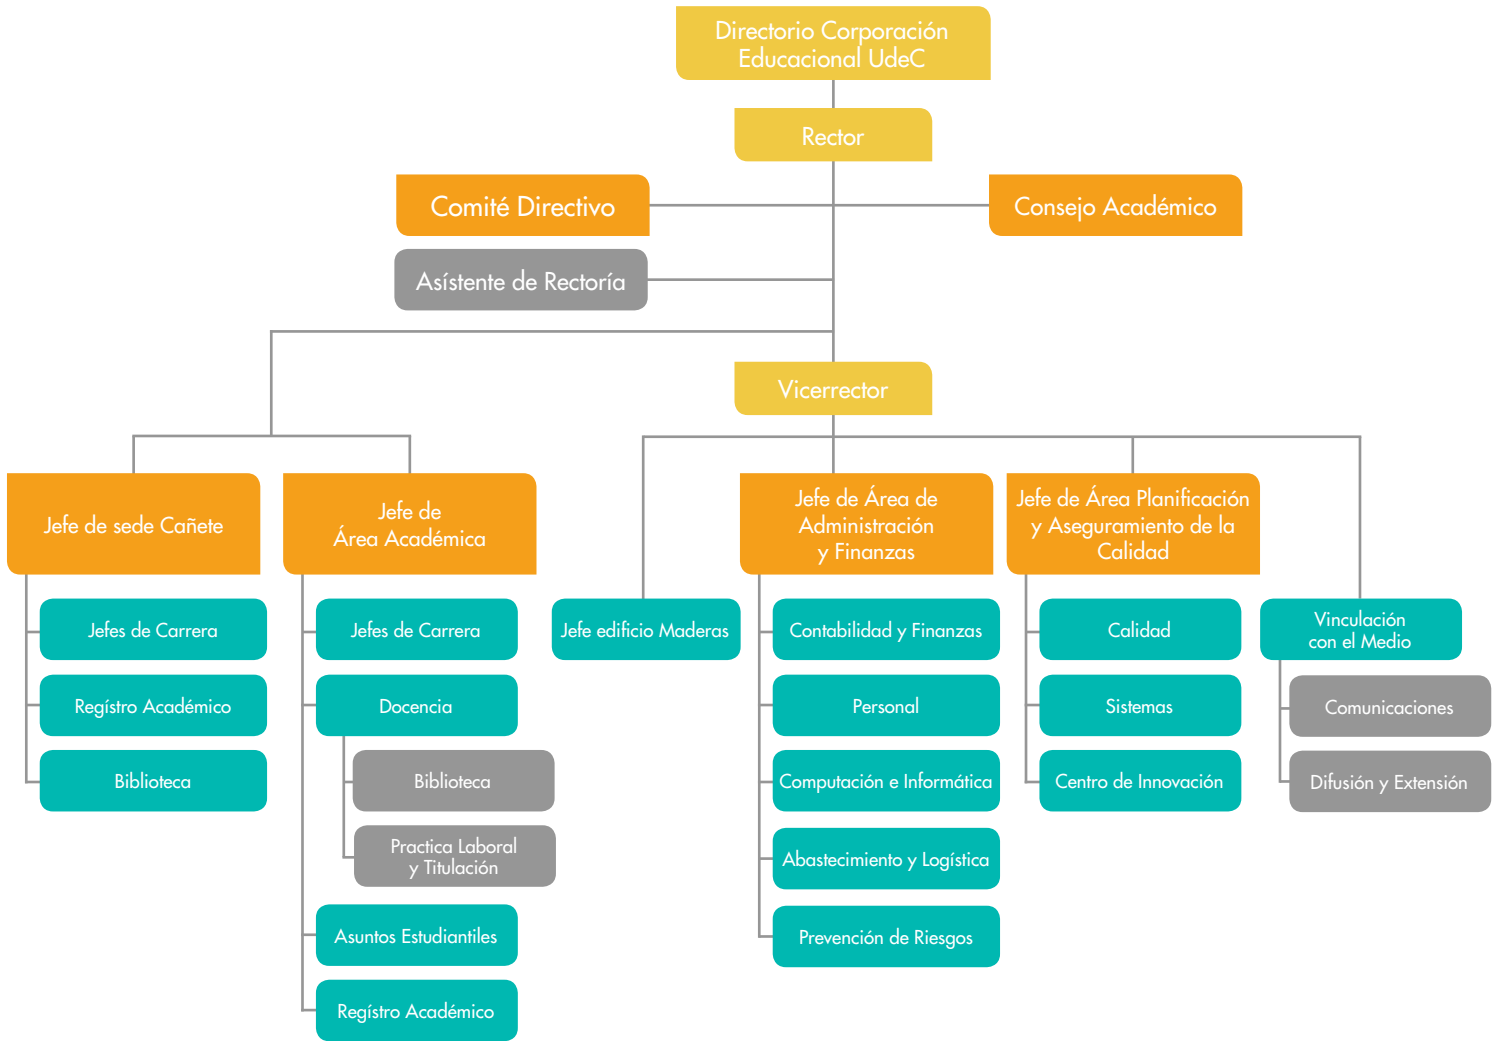 Directorio Corporación
Educacional UdeC
Rector
Comité Directivo
Consejo Académico
Asístente de Rectoría
Vicerrector
Jefe de sede Cañete
Jefes de Carrera
Regístro Académico
Biblioteca
Jefe de
Área Académica
Jefes de Carrera
Docencia
Biblioteca
Practica Laboral
y Titulación
Asuntos Estudiantiles
Regístro Académico
Jefe edificio Maderas
Jefe de Área de
Administración
y Finanzas
Contabilidad y Finanzas
Personal
Computación e Informática
Abastecimiento y Logística
Prevención de Riesgos
Jefe de Área Planificación
y Aseguramiento de la
Calidad
Calidad
Sistemas
Centro de Innovación
Vinculación
con el Medio
Comunicaciones
Difusión y Extensión